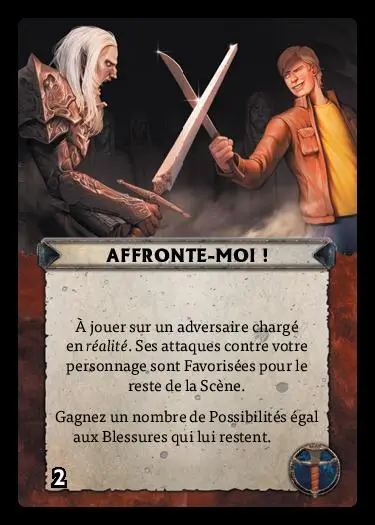 AFFRONTE-MOI !
À jouer sur un adversaire chargé
en réalité. Ses attaques contre votre
personnage sont Favorisées pour le
reste de la Scène.
Gagnez un nombre de Possibilités égal
aux Blessures qui lui restent.
2